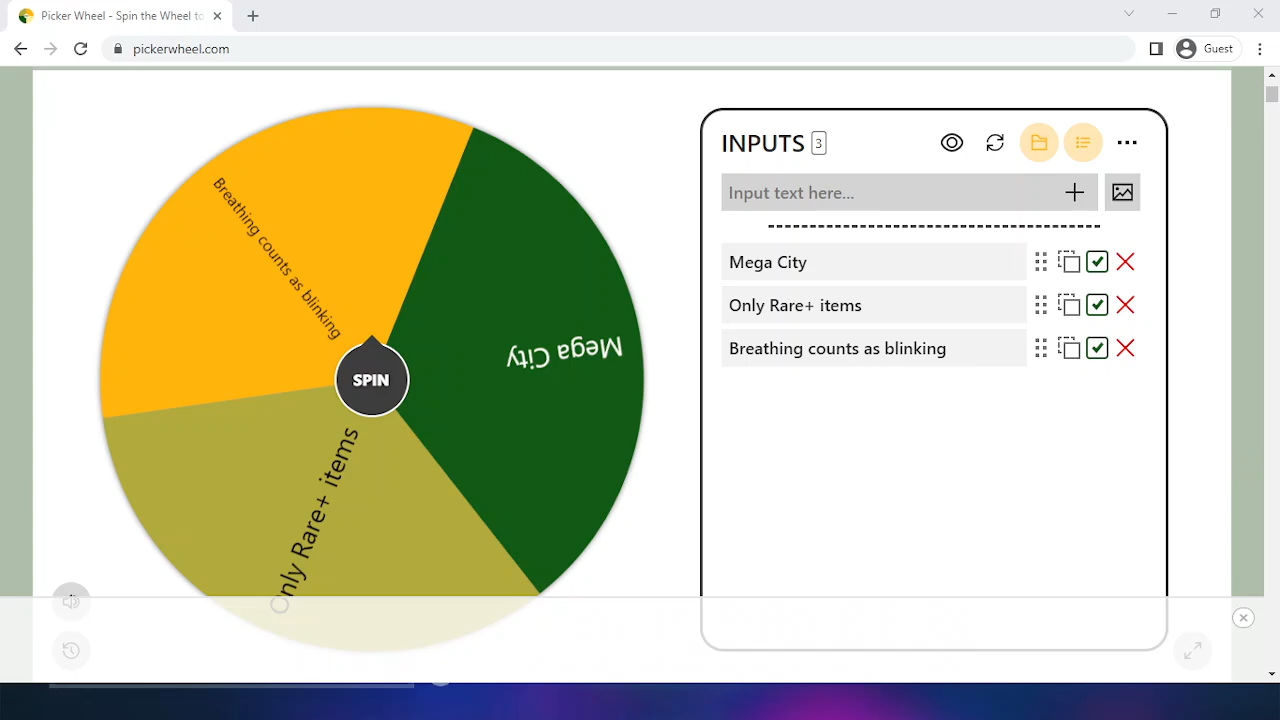 Picker Wheel - Spin the Wheel to
pickerwheel.com
Guest
Breathing counts as blinking
Mega City
Only Rare+ items
SPIN
INPUTS 3
Input text here...
Mega City
Only Rare+ items
Breathing counts as blinking